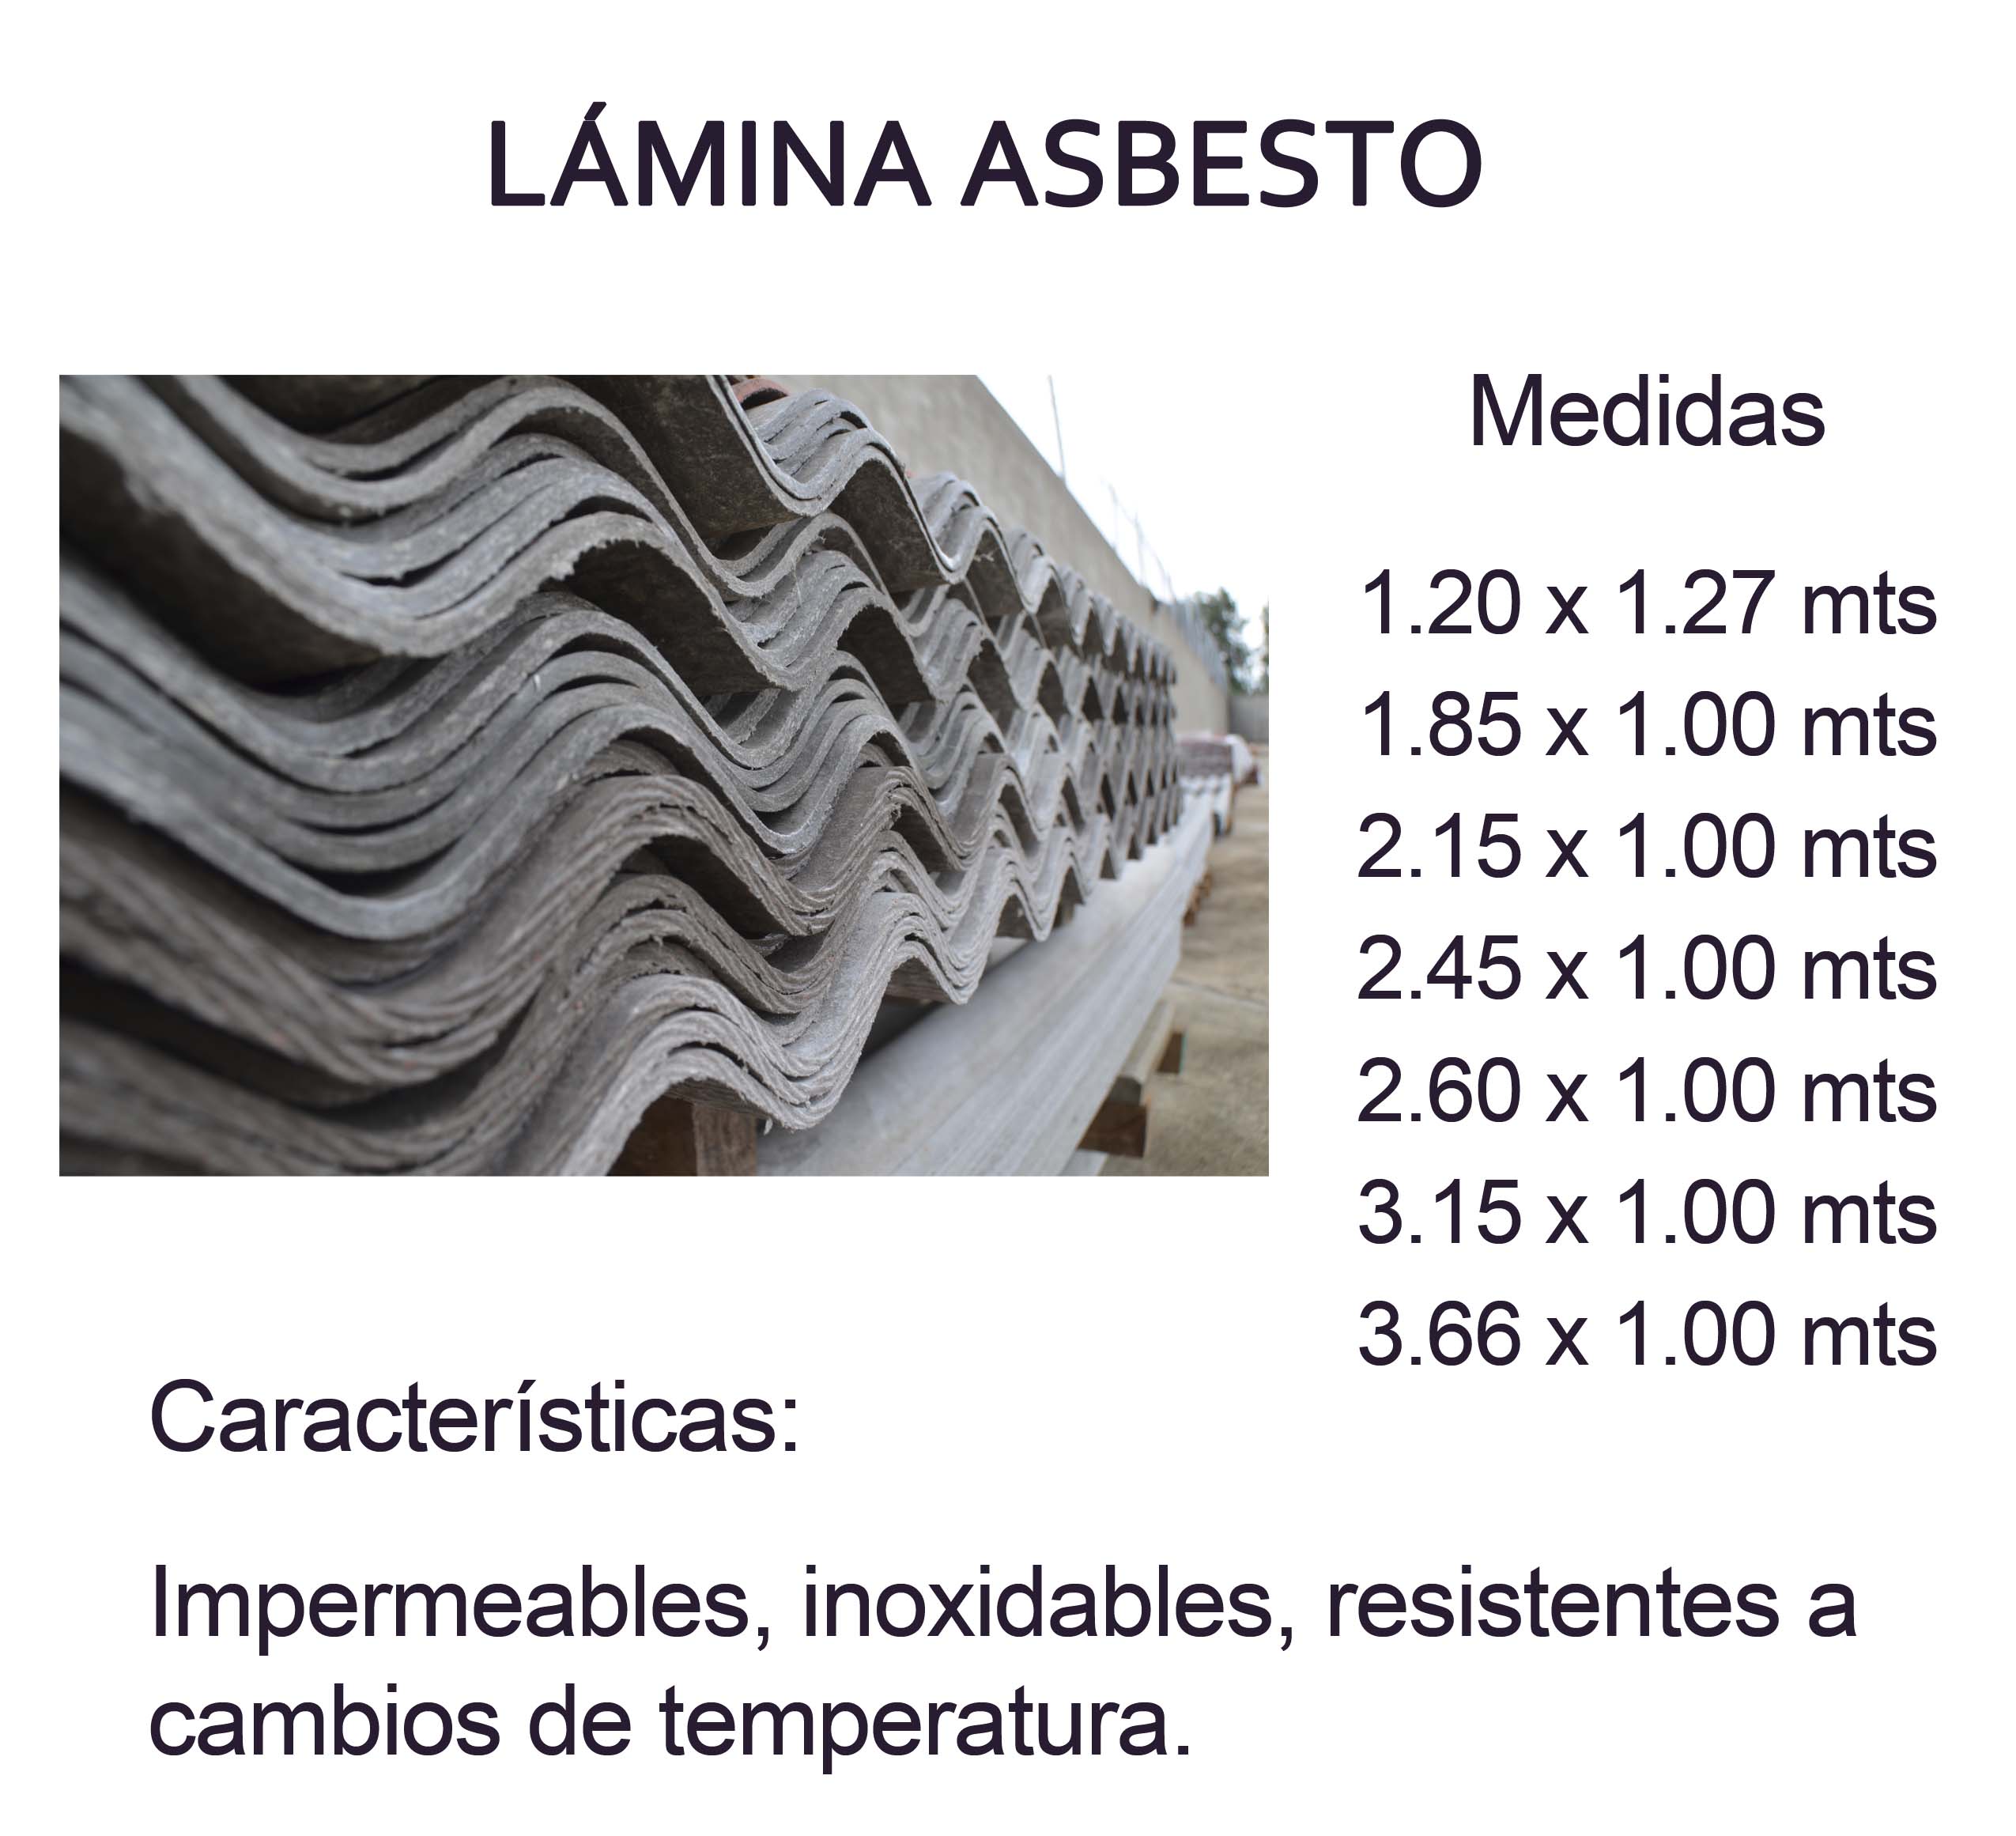 LÁMINA ASBESTO
Medidas
1.20 x 1.27 mts
1.85 x 1.00 mts
2.15 x 1.00 mts
2.45 x 1.00 mts
2.60 x 1.00 mts
3.15 x 1.00 mts
3.66 x 1.00 mts
Características:
Impermeables, inoxidables, resistentes a
cambios de temperatura.